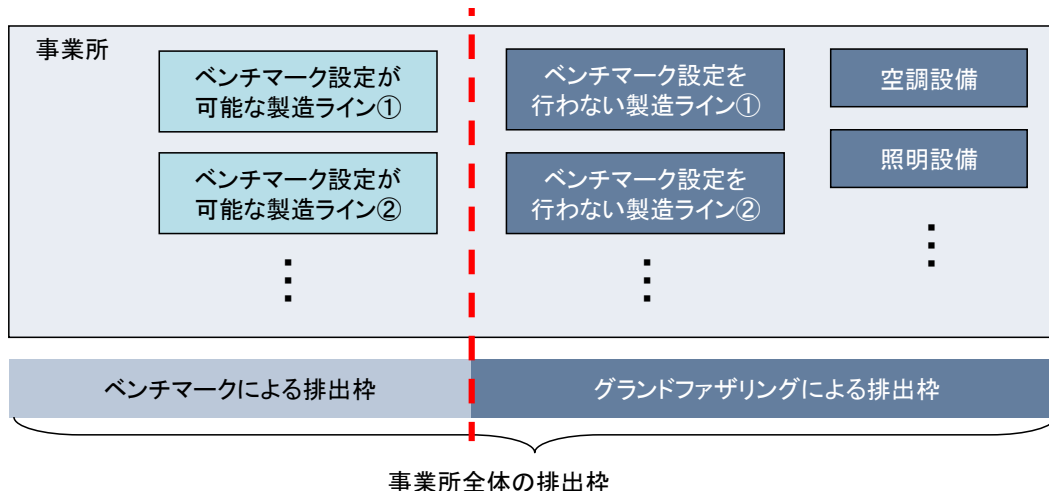 事業所
ベンチマーク設定が
可能な製造ライン①
ベンチマーク設定が
可能な製造ライン②
ベンチマーク設定を
行わない製造ライン①
ベンチマーク設定を
行わない製造ライン②
空調設備
照明設備
ベンチマークによる排出枠
グランドファザリングによる排出枠
事業所全体の排出枠